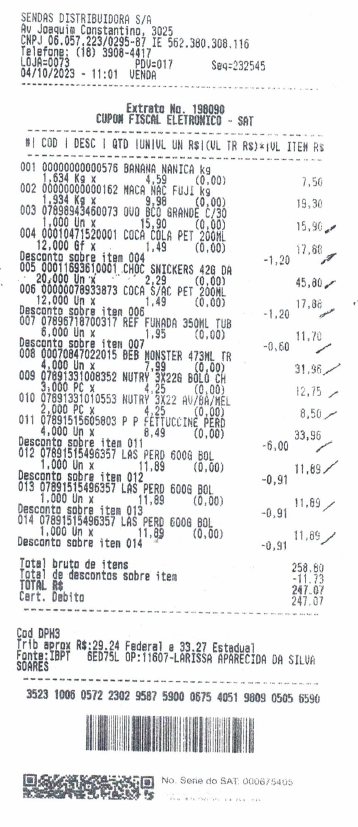 SENDAS DISTRIBUIDORA S/A
Av Joaquim Constantino, 3025
CNPJ 06.057.223/0295-87 IE 562.380.308.116
Telefone: (18) 3908-4417
LOJA=0073 PDV=017 Seq=232545
04/10/2023 - 11:01 VENDA
Extrato No. 198090
CUPOM FISCAL ELETRONICO - SAT
#| COD | DESC | QTD |UN|VL UN R$|(VL TR R$)*|VL ITEM R$
001 0000000000576 BANANA NANICA kg
1,634 Kg x 4,59 (0,00) 7,50
002 0000000000162 MACA NAC FUJI kg
1,934 Kg x 9,98 (0,00) 19,30
003 07898943460073 OVO BCO GRANDE C/30
1,000 Un x 15,90 (0,00) 15,90
004 00010471520001 COCA COLA PET 200ML
12,000 Gf x 1,49 (0,00) 17,88
Desconto sobre item 004 -1,20
005 00011693610001 CHOC SNICKERS 42G DA
20,000 Un x 2,29 (0,00) 45,80
006 00000078933873 COCA S/AC PET 200ML
12,000 Un x 1,49 (0,00) 17,88
Desconto sobre item 006 -1,20
007 07896718700317 REF FUNADA 350ML TUB
6,000 Un x 1,95 (0,00) 11,70
Desconto sobre item 007 -0,60
008 00070847022015 BEB MONSTER 473ML TR
4,000 Un x 7,99 (0,00) 31,96
009 07891331008352 NUTRY 3X22G BOLO CH
3,000 PC x 4,25 (0,00) 12,75
010 07891331010553 NUTRY 3X22 AV/BA/MEL
2,000 PC x 4,25 (0,00) 8,50
011 07891515605803 P P FETTUCCINE PERD
4,000 Un x 8,49 (0,00) 33,96
Desconto sobre item 011 -6,00
012 07891515496357 LAS PERD 600G BOL
1,000 Un x 11,89 (0,00) 11,89
Desconto sobre item 012 -0,91
013 07891515496357 LAS PERD 600G BOL
1,000 Un x 11,89 (0,00) 11,89
Desconto sobre item 013 -0,91
014 07891515496357 LAS PERD 600G BOL
1,000 Un x 11,89 (0,00) 11,89
Desconto sobre item 014 -0,91
Total bruto de itens 258.80
Total de descontos sobre item -11.73
TOTAL R$ 247.07
Cart. Debito 247.07
Cod DPH3
Trib aprox R$:29.24 Federal e 33.27 Estadual
Fonte:IBPT 6ED75L OP:11607-LARISSA APARECIDA DA SILVA
SOARES
3523 1006 0572 2302 9587 5900 0675 4051 9809 0505 6590
No. Serie do SAT: 000675405